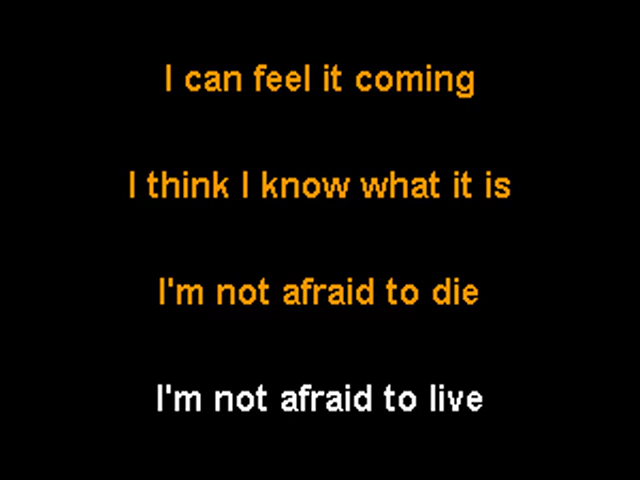 I can feel it coming
I think I know what it is
I'm not afraid to die
I'm not afraid to live